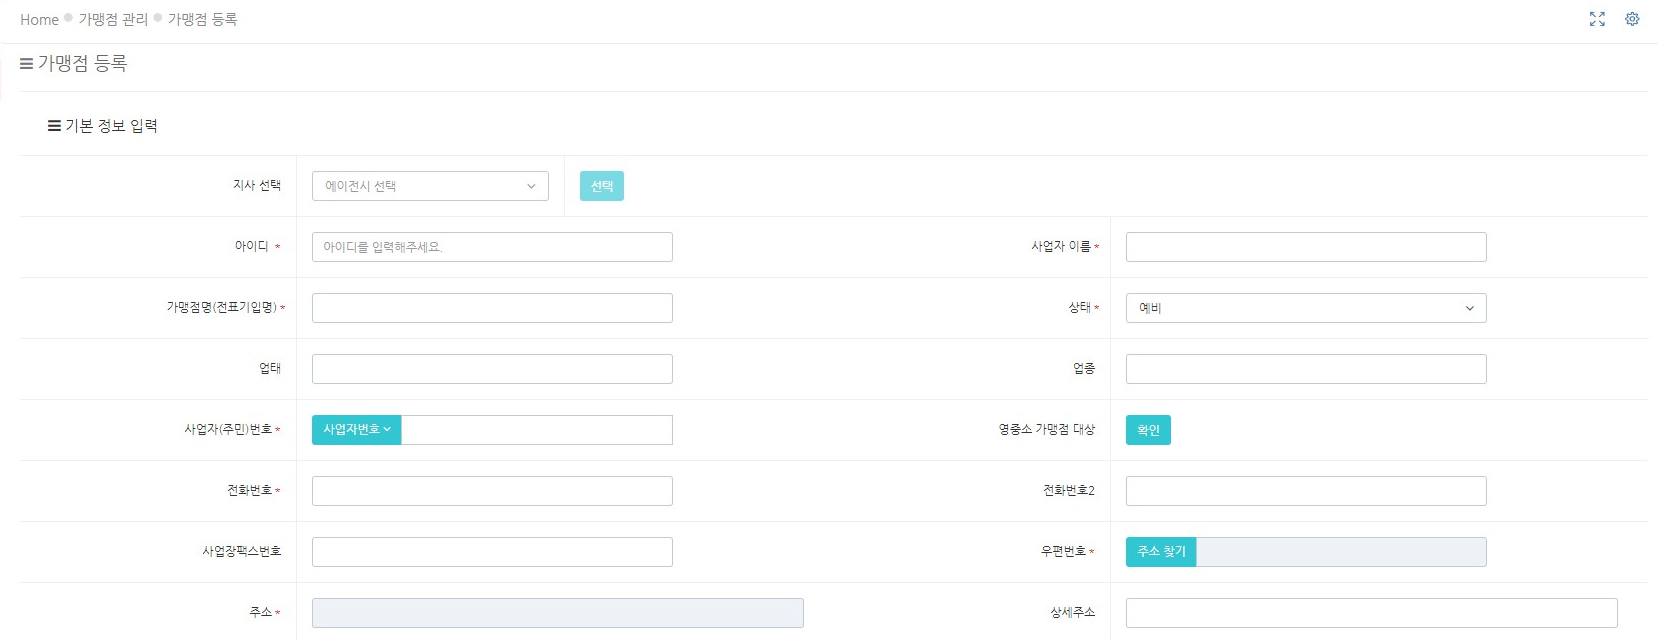 Home 가맹점 관리 가맹점 등록
가맹점 등록
기본 정보 입력
지사 선택 에이전시 선택 선택
아이디 * 아이디를 입력해주세요. 사업자 이름 *
가맹점명(전표기입명) * 상태 * 예비
업태 업종
사업자(주민)번호 * 사업자번호 영중소 가맹점 대상 확인
전화번호 * 전화번호2
사업장팩스번호 우편번호 * 주소 찾기
주소 * 상세주소